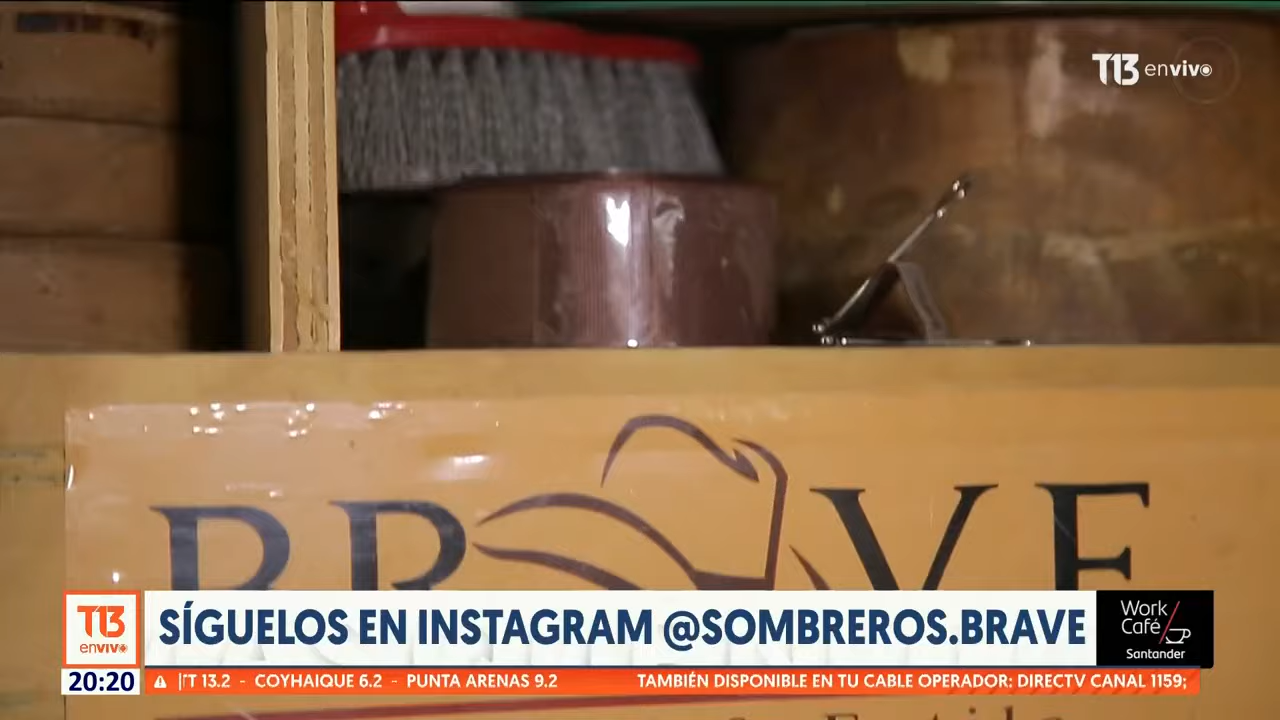 T13 envivo
BRAVE
T13
envivo
SÍGUELOS EN INSTAGRAM @SOMBREROS.BRAVE
Work
Café
Santander
20:20
TT 13.2 - COYHAIQUE 6.2 - PUNTA ARENAS 9.2 TAMBIÉN DISPONIBLE EN TU CABLE OPERADOR: DIRECTV CANAL 1159;